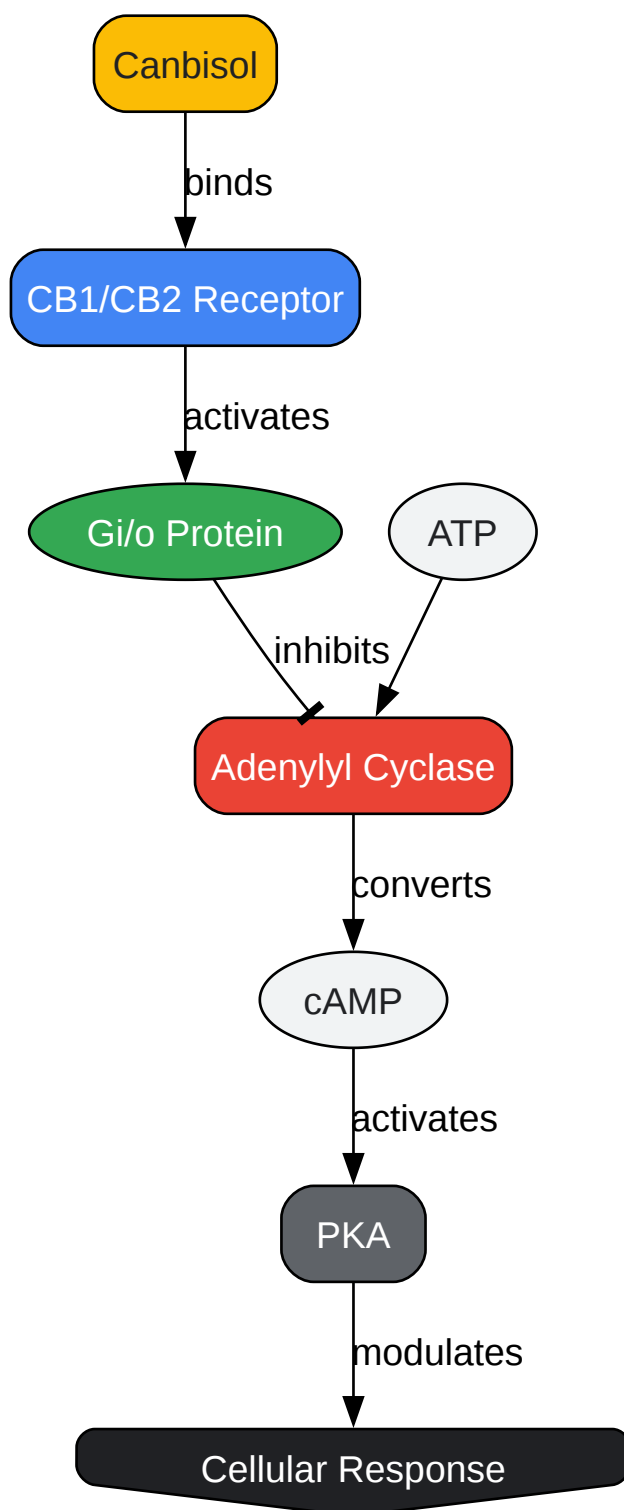 Canbisol
binds
CB1/CB2 Receptor
activates
Gi/o Protein
ATP
inhibits
Adenylyl Cyclase
converts
cAMP
activates
PKA
modulates
Cellular Response